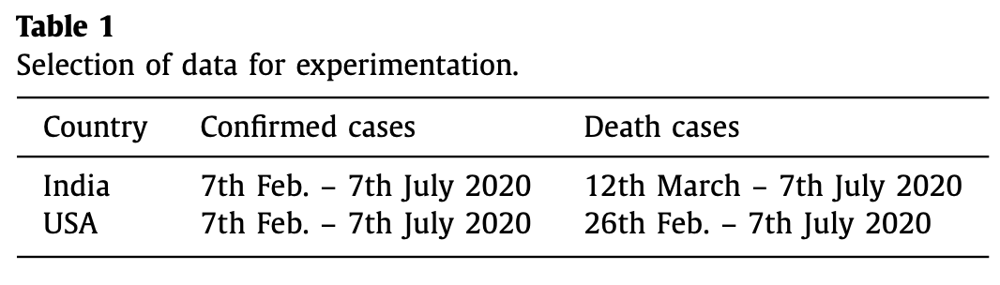 Table 1
Selection of data for experimentation.
Country Confirmed cases Death cases
India 7th Feb. – 7th July 2020 12th March – 7th July 2020
USA 7th Feb. – 7th July 2020 26th Feb. – 7th July 2020